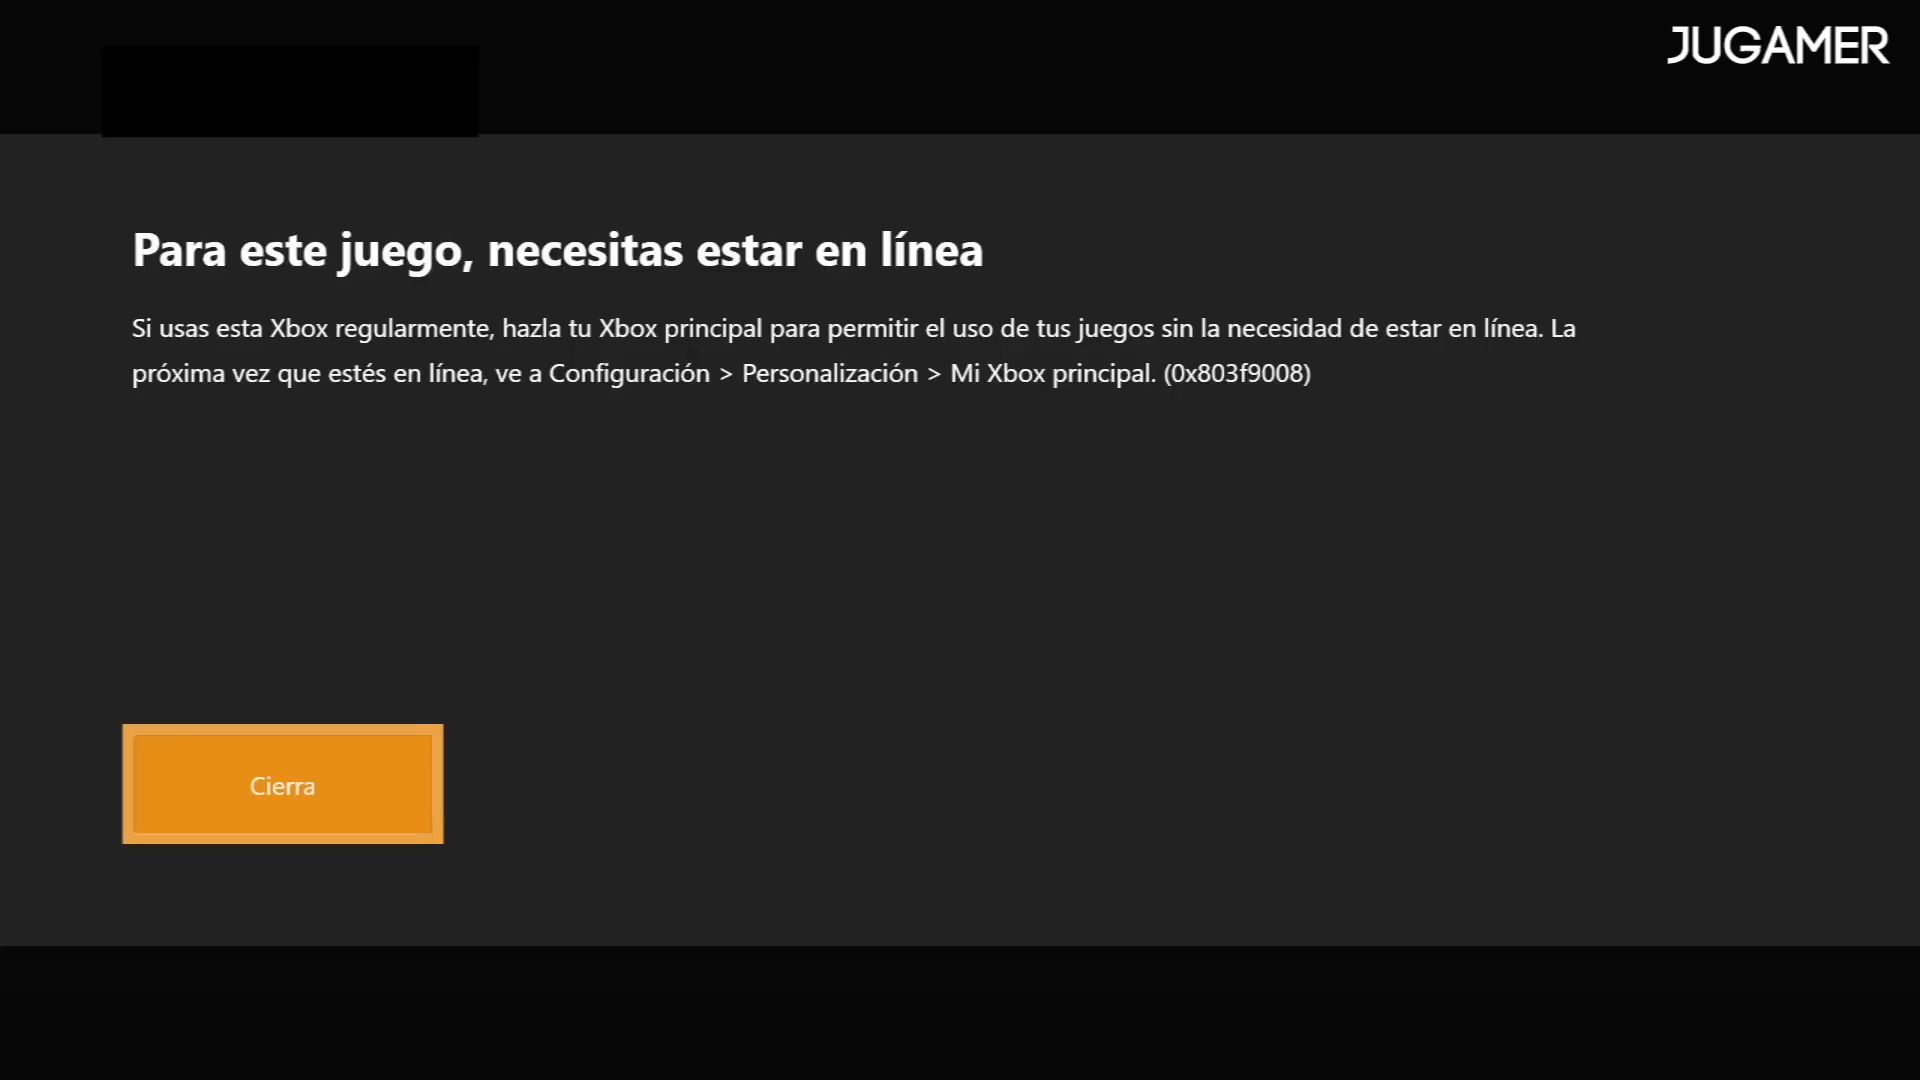 JUGAMER
Para este juego, necesitas estar en línea
Si usas esta Xbox regularmente, hazla tu Xbox principal para permitir el uso de tus juegos sin la necesidad de estar en línea. La
próxima vez que estés en línea, ve a Configuración > Personalización > Mi Xbox principal. (0x803f9008)
Cierra